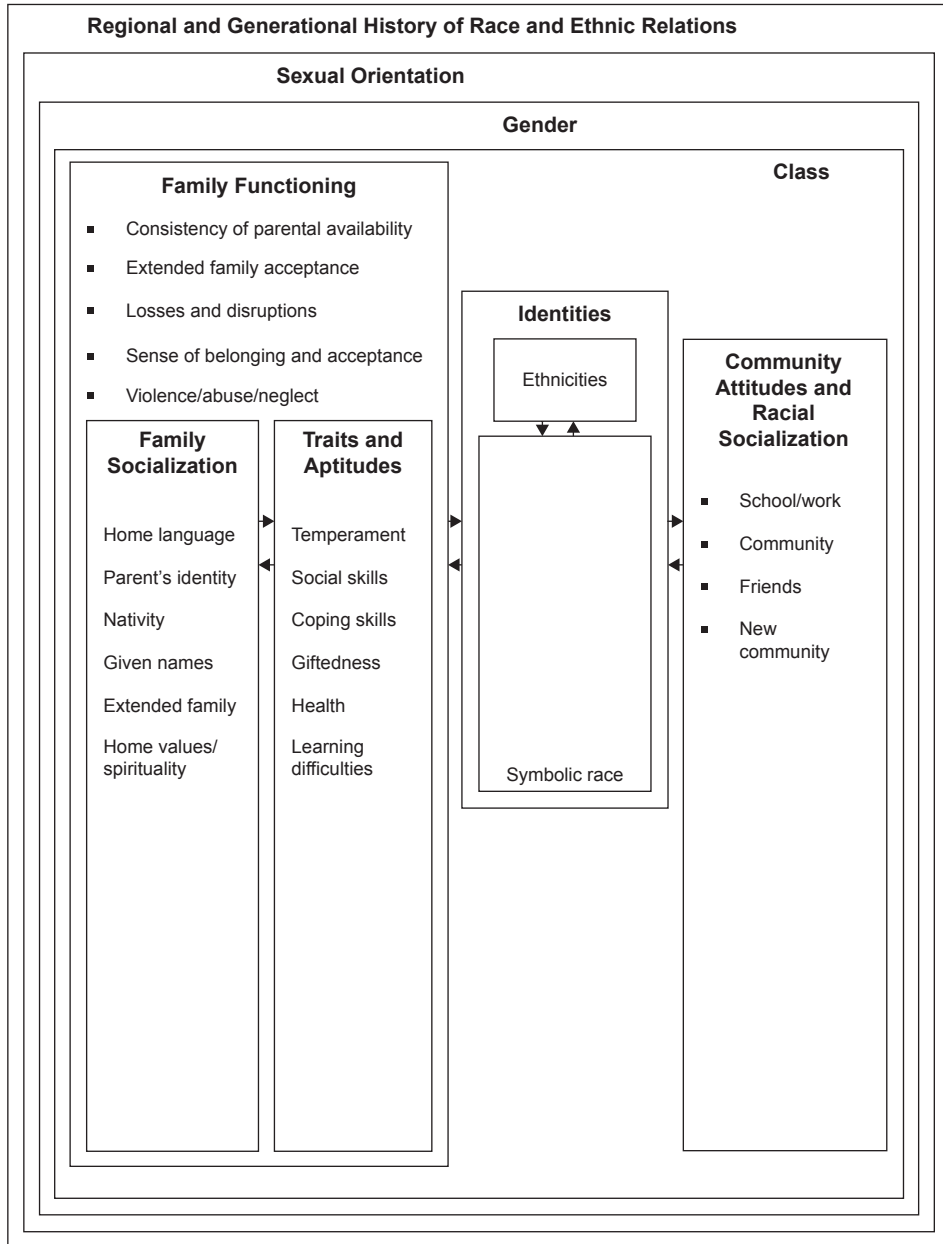 Regional and Generational History of Race and Ethnic Relations
Sexual Orientation
Gender
Class
Family Functioning
▪ Consistency of parental availability
▪ Extended family acceptance
▪ Losses and disruptions
▪ Sense of belonging and acceptance
▪ Violence/abuse/neglect
Family
Socialization
Home language
Parent’s identity
Nativity
Given names
Extended family
Home values/
spirituality
Traits and
Aptitudes
Temperament
Social skills
Coping skills
Giftedness
Health
Learning
difficulties
Identities
Ethnicities
Symbolic race
Community
Attitudes and
Racial
Socialization
▪ School/work
▪ Community
▪ Friends
▪ New
community